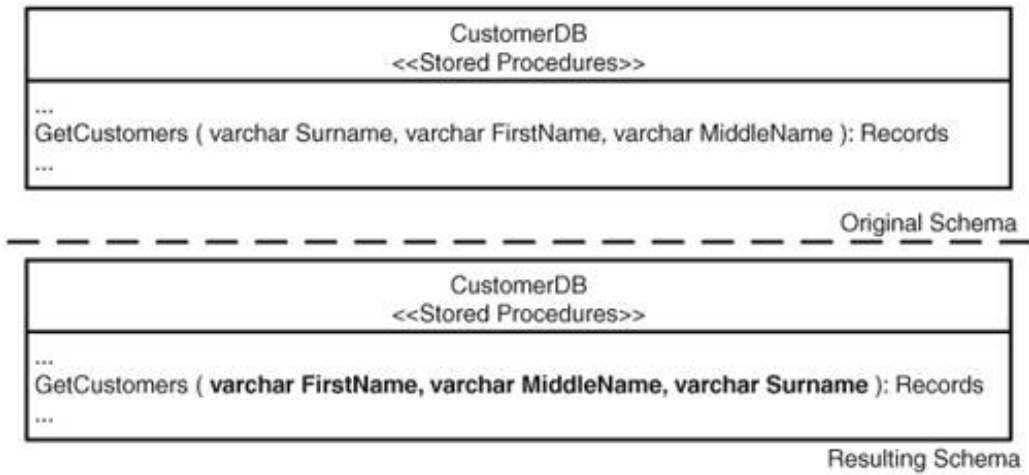 CustomerDB
<<Stored Procedures>>
...
GetCustomers ( varchar Surname, varchar FirstName, varchar MiddleName ): Records
...
Original Schema
CustomerDB
<<Stored Procedures>>
...
GetCustomers ( varchar FirstName, varchar MiddleName, varchar Surname ): Records
...
Resulting Schema